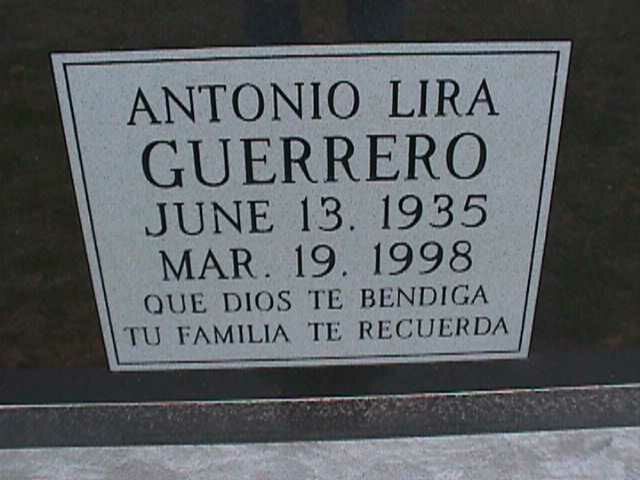 ANTONIO LIRA
GUERRERO
JUNE 13. 1935
MAR. 19. 1998
QUE DIOS TE BENDIGA
TU FAMILIA TE RECUERDA